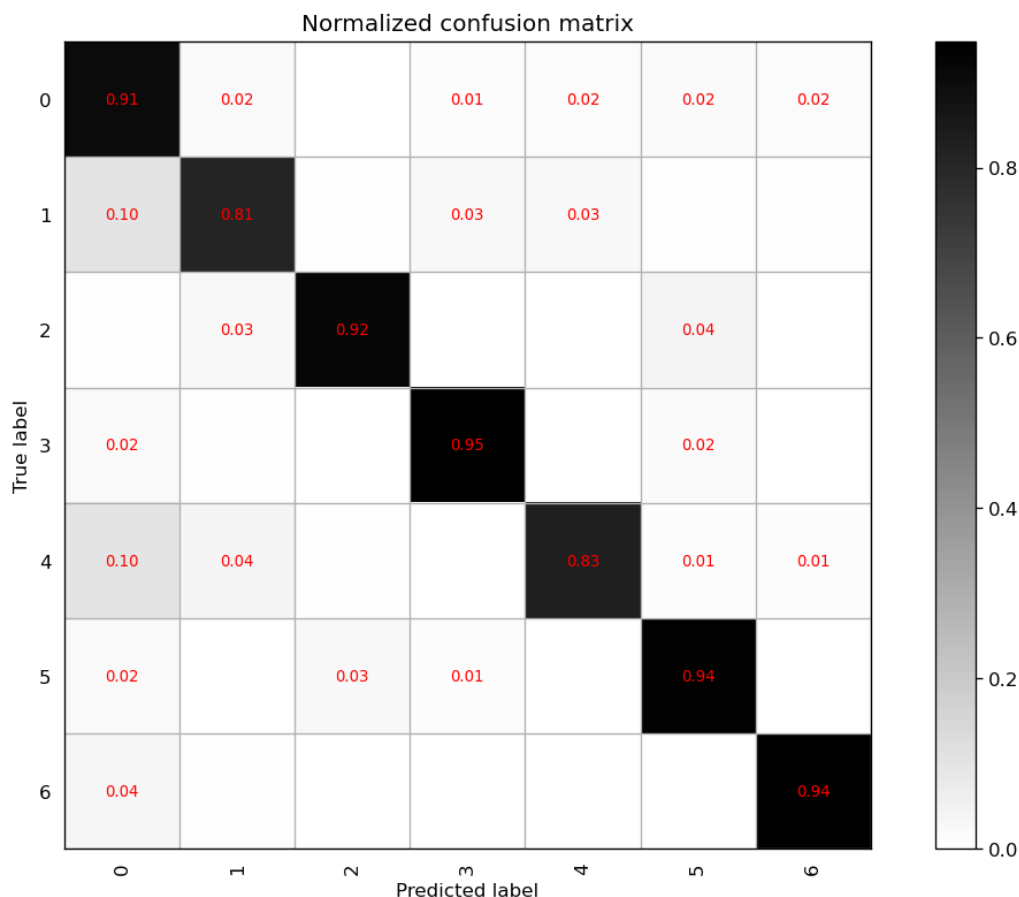 Normalized confusion matrix
0 0.91 0.02 0.01 0.02 0.02 0.02
1 0.10 0.81 0.03 0.03
2 0.03 0.92 0.04
3 0.02 0.95 0.02
4 0.10 0.04 0.83 0.01 0.01
5 0.02 0.03 0.01 0.94
6 0.04 0.94
0 1 2 3 4 5 6
Predicted label
True label
0.8
0.6
0.4
0.2
0.0